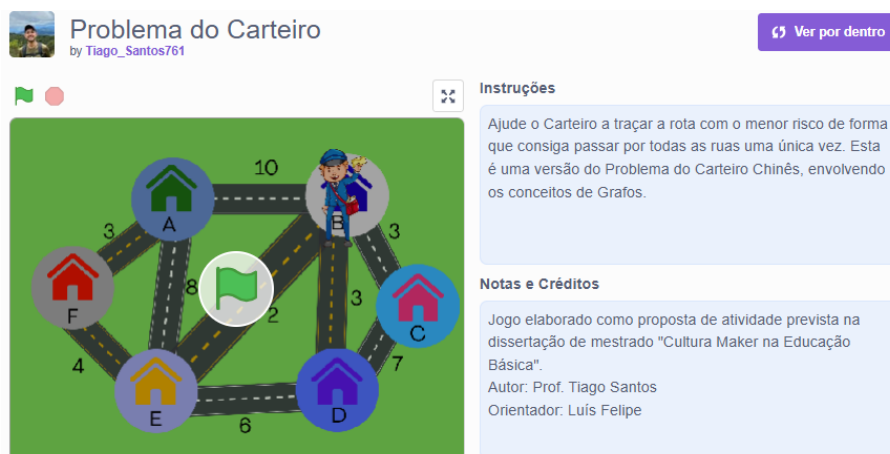 Problema do Carteiro
by Tiago_Santos761
Ver por dentro
Instruções
Ajude o Carteiro a traçar a rota com o menor risco de forma
que consiga passar por todas as ruas uma única vez. Esta
é uma versão do Problema do Carteiro Chinês, envolvendo
os conceitos de Grafos.
Notas e Créditos
Jogo elaborado como proposta de atividade prevista na
dissertação de mestrado "Cultura Maker na Educação
Básica".
Autor: Prof. Tiago Santos
Orientador: Luís Felipe
10
A
B
3
3
8
2
3
F
C
4
7
E
D
6